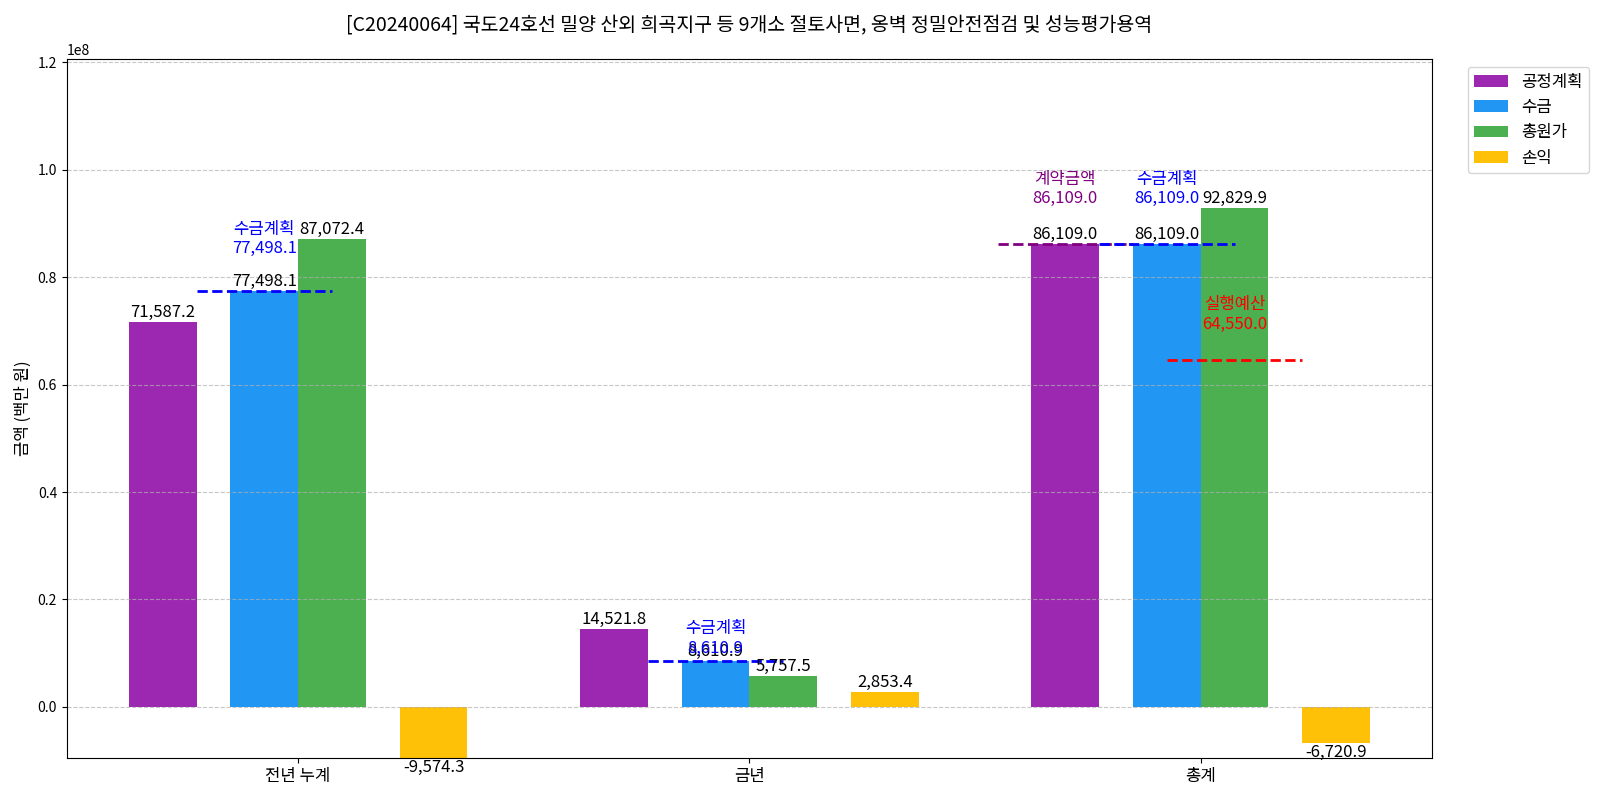 [C20240064] 국도24호선 밀양 산외 희곡지구 등 9개소 절토사면, 옹벽 정밀안전점검 및 성능평가용역
1e8
1.2
1.0
0.8
0.6
0.4
0.2
0.0
금액 (백만 원)
71,587.2
수금계획
77,498.1
77,498.1
87,072.4
-9,574.3
14,521.8
수금계획
8,610.9
8,610.9
5,757.5
2,853.4
계약금액
86,109.0
86,109.0
수금계획
86,109.0
86,109.0
92,829.9
실행예산
64,550.0
-6,720.9
전년 누계
금년
총계
공정계획
수금
총원가
손익